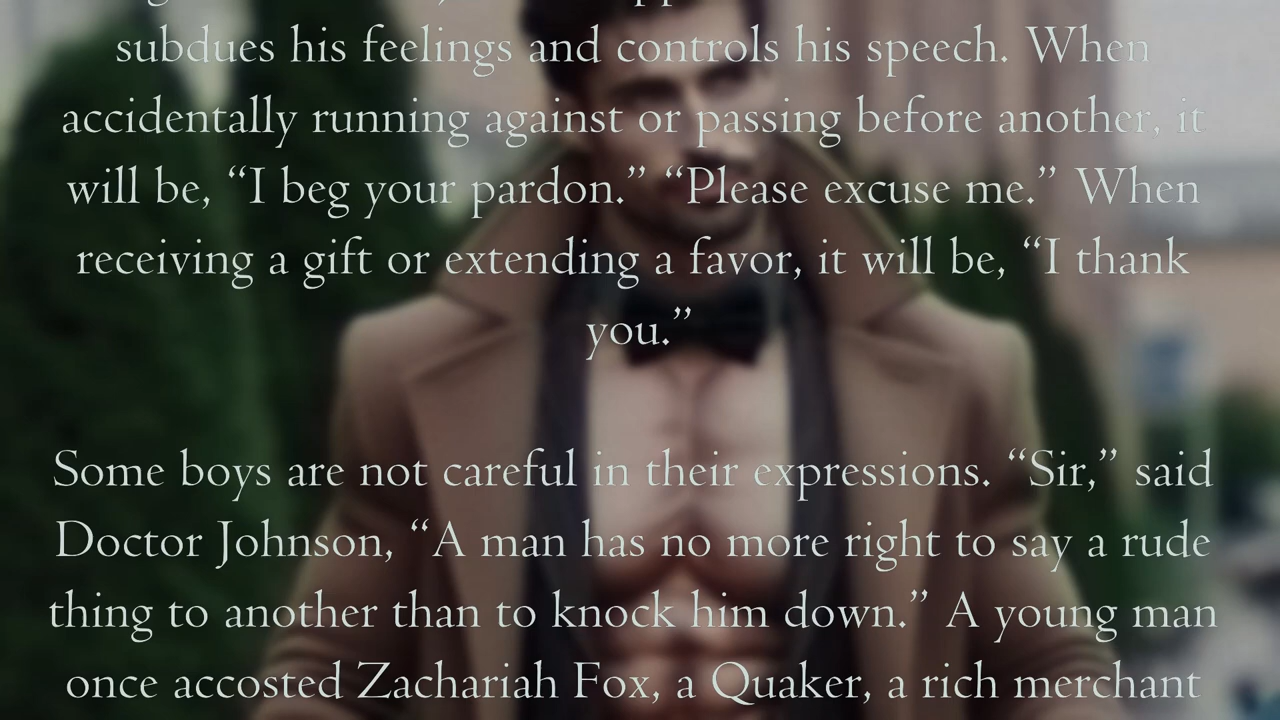 subdues his feelings and controls his speech. When
accidentally running against or passing before another, it
will be, “I beg your pardon.” “Please excuse me.” When
receiving a gift or extending a favor, it will be, “I thank
you.”
Some boys are not careful in their expressions. “Sir,” said
Doctor Johnson, “A man has no more right to say a rude
thing to another than to knock him down.” A young man
once accosted Zachariah Fox, a Quaker, a rich merchant